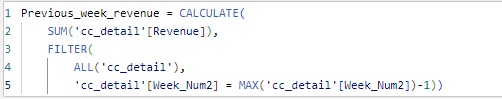 1 Previous_week_revenue = CALCULATE(
2     SUM('cc_detail'[Revenue]),
3     FILTER(
4         ALL('cc_detail'),
5         'cc_detail'[Week_Num2] = MAX('cc_detail'[Week_Num2])-1))